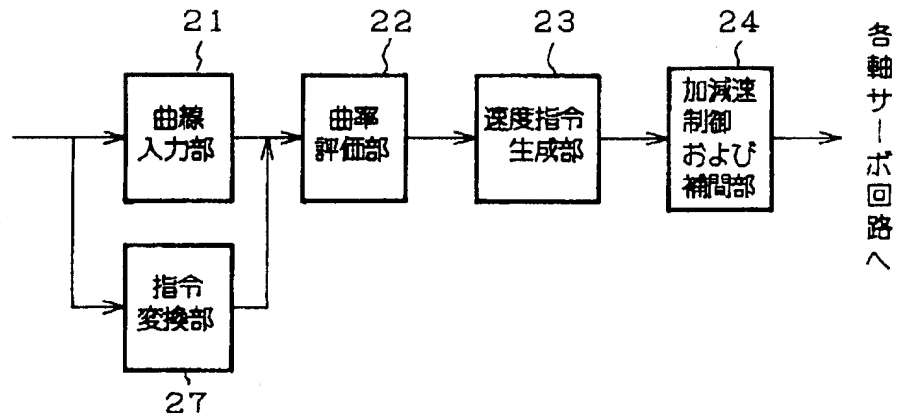 21
22
23
24
曲線
入力部
曲率
評価部
速度指令
生成部
加減速
制御
および
補間部
各軸サーボ回路へ
指令
変換部
27